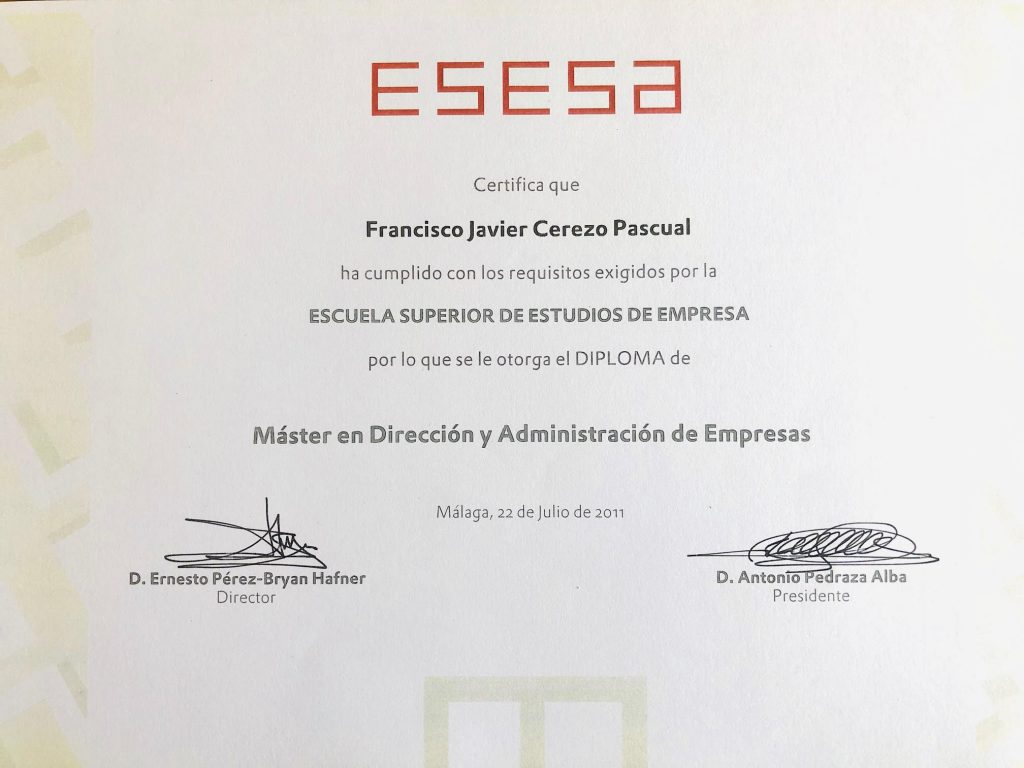 ESESA
Certifica que
Francisco Javier Cerezo Pascual
ha cumplido con los requisitos exigidos por la
ESCUELA SUPERIOR DE ESTUDIOS DE EMPRESA
por lo que se le otorga el DIPLOMA de
Máster en Dirección y Administración de Empresas
Málaga, 22 de Julio de 2011
D. Ernesto Pérez-Bryan Hafner
Director
D. Antonio Pedraza Alba
Presidente